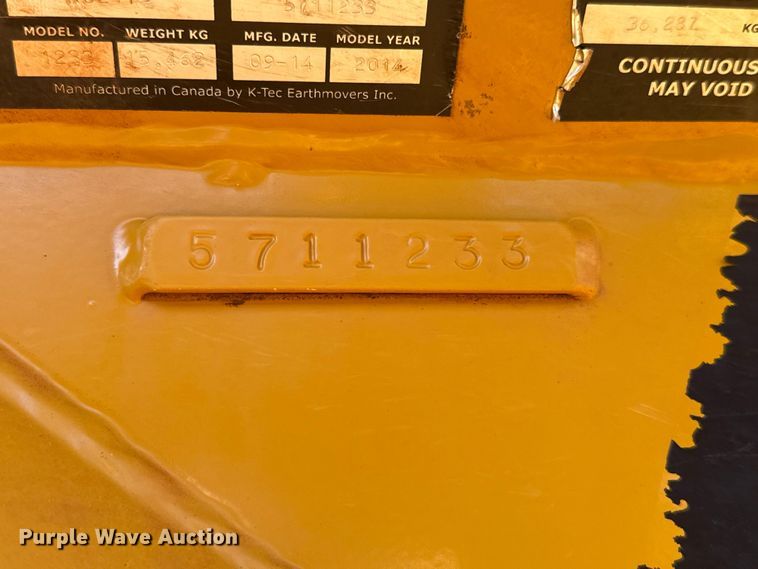 5711233
MODEL NO. WEIGHT KG MFG. DATE MODEL YEAR
09-14 2014
Manufactured in Canada by K-Tec Earthmovers Inc.
KG
CONTINUOUS
MAY VOID
5711233
Purple Wave Auction